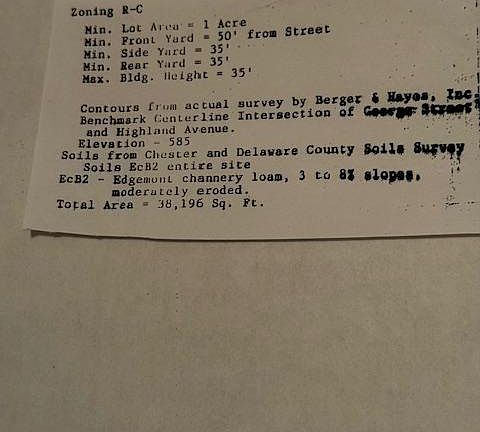 Zoning R-C
Min. Lot Area = 1 Acre
Min. Front Yard = 50' from Street
Min. Side Yard = 35'
Min. Rear Yard = 35'
Max. Bldg. Height = 35'
Contours from actual survey by Berger & Hayes, Inc.
Benchmark Centerline Intersection of George Street
and Highland Avenue.
Elevation - 585
Soils from Chester and Delaware County Soils Survey
Soils EcB2 entire site
EcB2 - Edgemont channery loam, 3 to 8% slopes,
moderately eroded.
Total Area = 38,196 Sq. Ft.